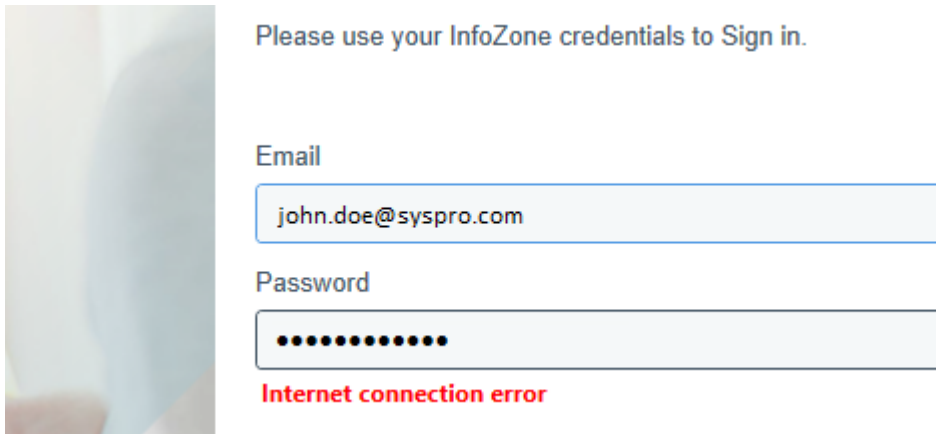 Please use your InfoZone credentials to Sign in.
Email
john.doe@syspro.com
Password
••••••••••••
Internet connection error